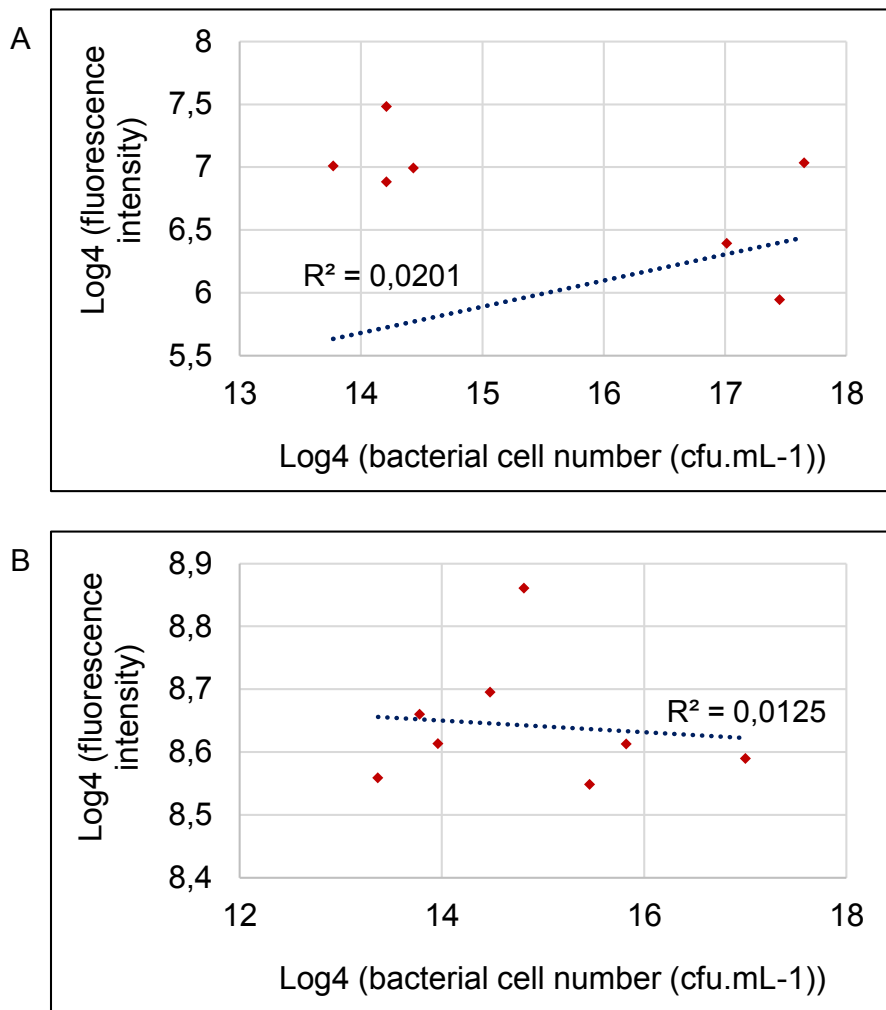 A
Log4 (fluorescence
intensity)
8
7,5
7
6,5
6
5,5
R² = 0,0201
13 14 15 16 17 18
Log4 (bacterial cell number (cfu.mL-1))
B
Log4 (fluorescence
intensity)
8,9
8,8
8,7
8,6
8,5
8,4
R² = 0,0125
12 14 16 18
Log4 (bacterial cell number (cfu.mL-1))